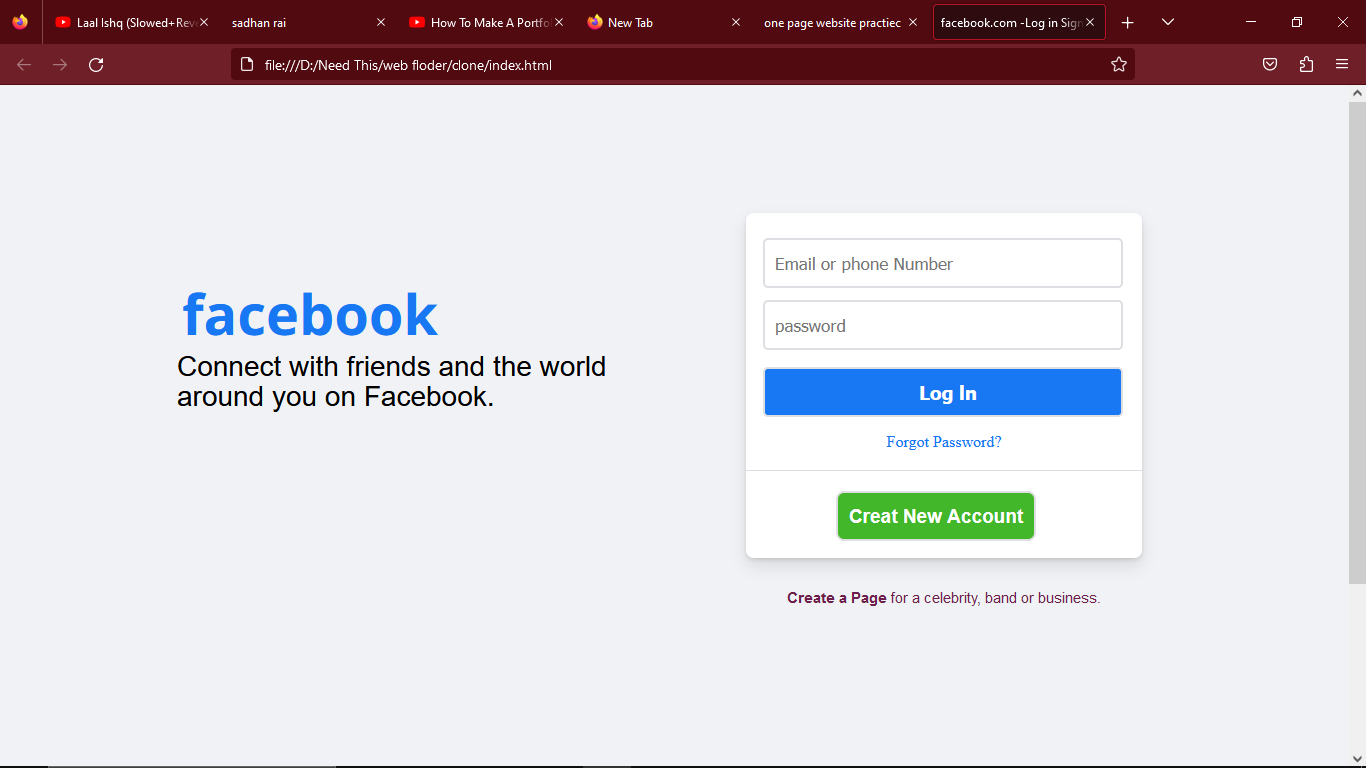 Laal Ishq (Slowed+Rev
sadhan rai
How To Make A Portfo
New Tab
one page website practiec
facebook.com -Log in Sign
file:///D:/Need This/web floder/clone/index.html
facebook
Connect with friends and the world
around you on Facebook.
Email or phone Number
password
Log In
Forgot Password?
Creat New Account
Create a Page for a celebrity, band or business.